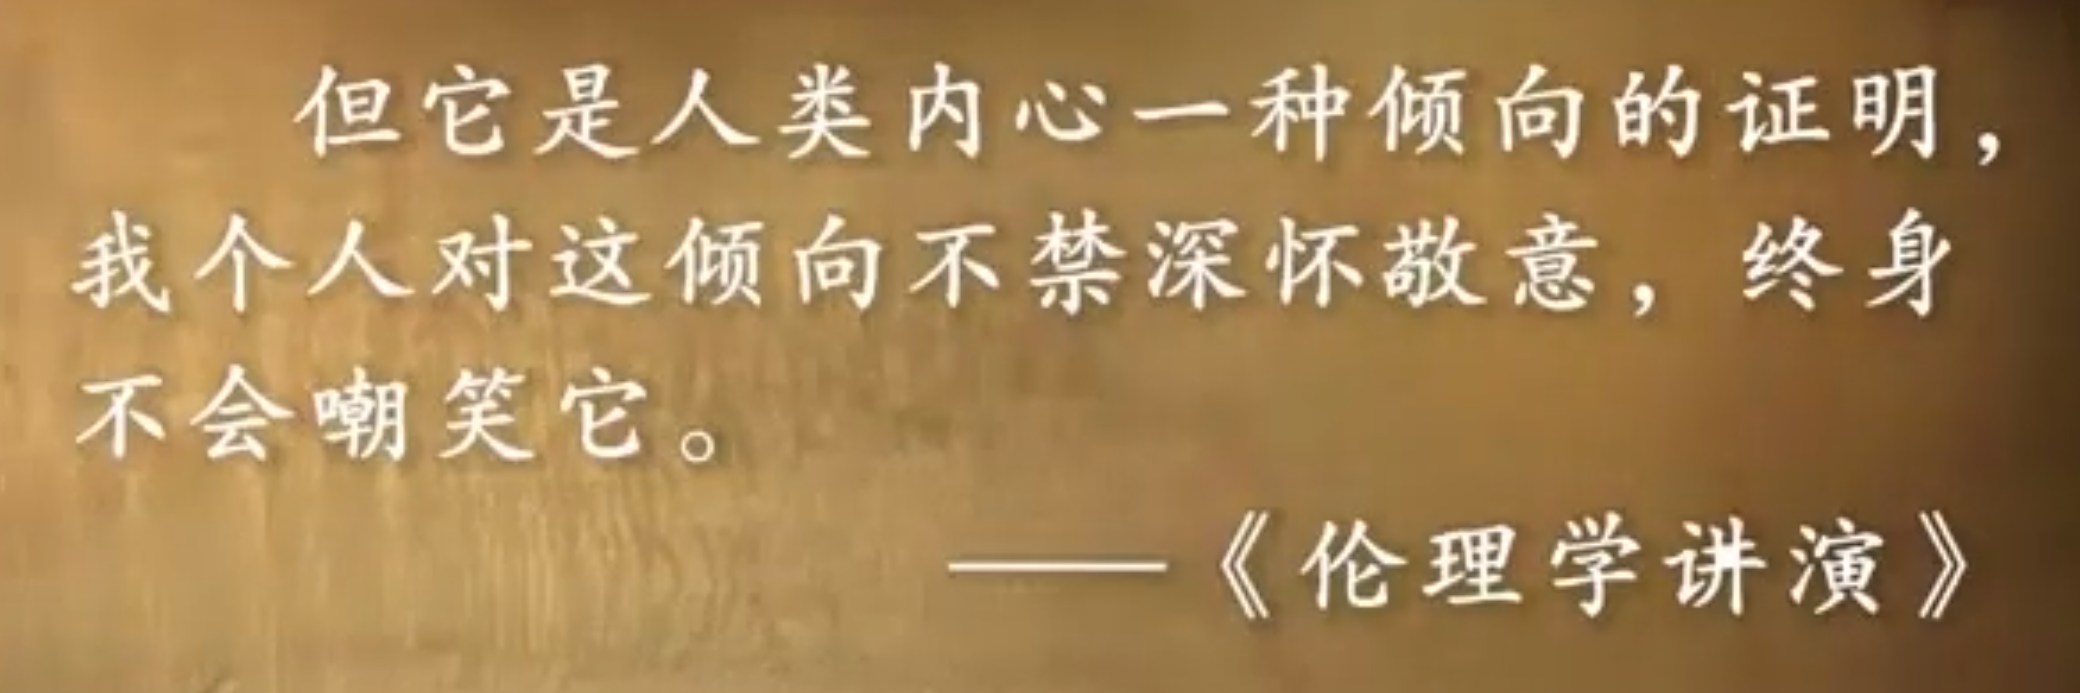 但它是人类内心一种倾向的证明，
我个人对这倾向不禁深怀敬意，终身
不会嘲笑它。
——《伦理学讲演》